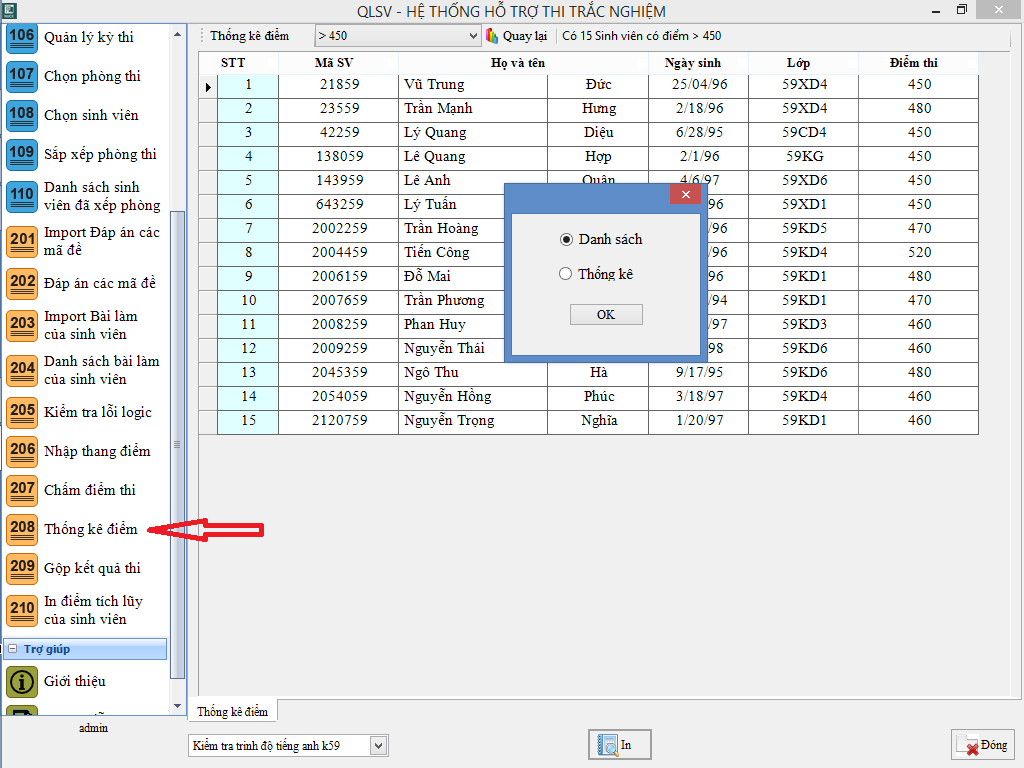 QLSV - HỆ THỐNG HỖ TRỢ THI TRẮC NGHIỆM
106 Quản lý kỳ thi
107 Chọn phòng thi
108 Chọn sinh viên
109 Sắp xếp phòng thi
110 Danh sách sinh
viên đã xếp phòng
201 Import Đáp án các
mã đề
202 Đáp án các mã đề
203 Import Bài làm
của sinh viên
204 Danh sách bài làm
của sinh viên
205 Kiểm tra lỗi logic
206 Nhập thang điểm
207 Chấm điểm thi
208 Thống kê điểm
209 Gộp kết quả thi
210 In điểm tích lũy
của sinh viên
Trợ giúp
Giới thiệu
admin
Thống kê điểm > 450 Quay lại Có 15 Sinh viên có điểm > 450
STT Mã SV Họ và tên Ngày sinh Lớp Điểm thi
1 21859 Vũ Trung Đức 25/04/96 59XD4 450
2 23559 Trần Mạnh Hưng 2/18/96 59XD4 480
3 42259 Lý Quang Diệu 6/28/95 59CD4 450
4 138059 Lê Quang Hợp 2/1/96 59KG 450
5 143959 Lê Anh Quân 4/6/97 59XD6 450
6 643259 Lý Tuấn 96 59XD1 450
7 2002259 Trần Hoàng /96 59KD5 470
8 2004459 Tiến Công /96 59KD4 520
9 2006159 Đỗ Mai 96 59KD1 480
10 2007659 Trần Phương /94 59KD1 470
11 2008259 Phan Huy /97 59KD3 460
12 2009259 Nguyễn Thái 98 59KD6 460
13 2045359 Ngô Thu Hà 9/17/95 59KD6 480
14 2054059 Nguyễn Hồng Phúc 3/18/97 59KD4 460
15 2120759 Nguyễn Trọng Nghĩa 1/20/97 59KD1 460
Danh sách
Thống kê
OK
Thống kê điểm
Kiểm tra trình độ tiếng anh k59 In Đóng